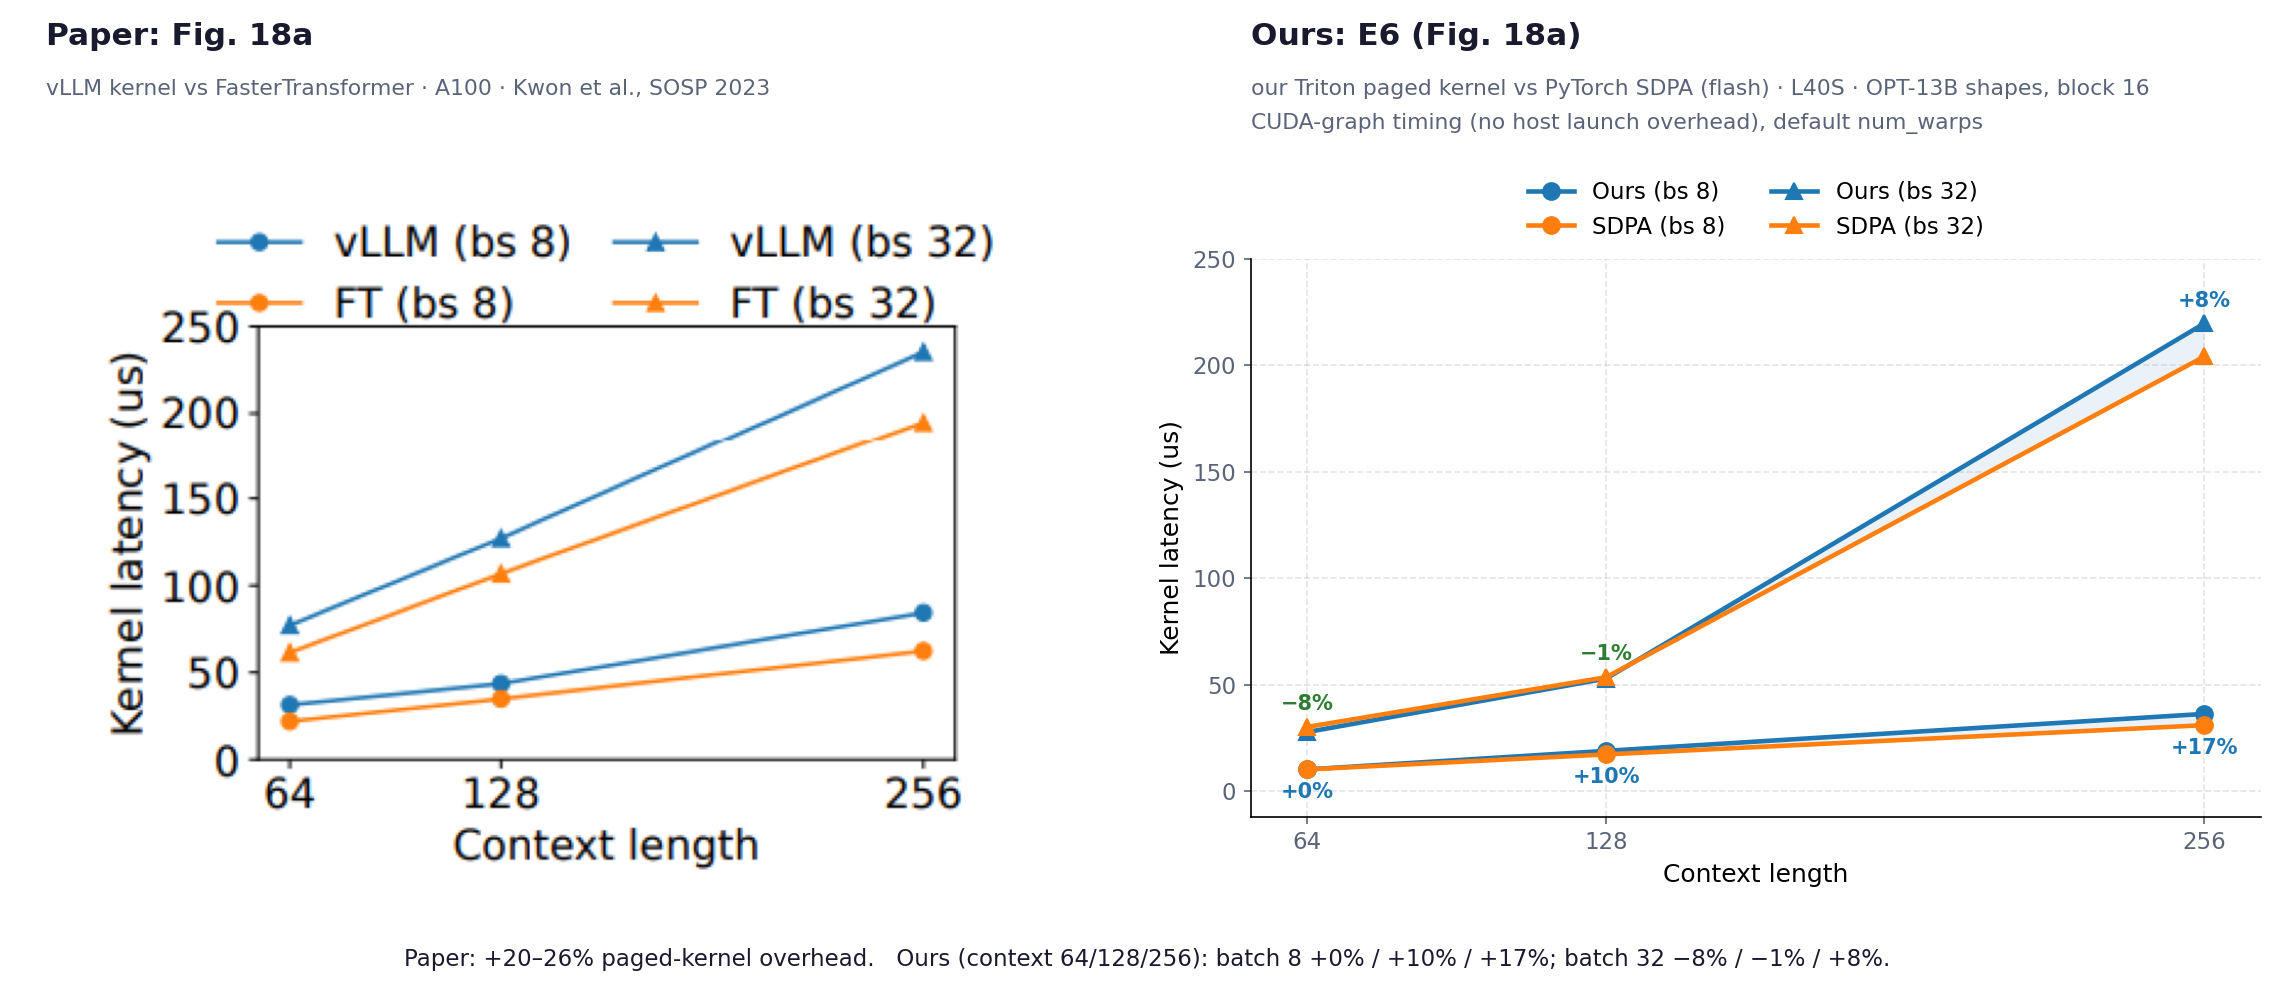 Paper: Fig. 18a
vLLM kernel vs FasterTransformer · A100 · Kwon et al., SOSP 2023
vLLM (bs 8) vLLM (bs 32)
FT (bs 8) FT (bs 32)
250
200
150
100
50
0
Kernel latency (us)
64 128 256
Context length
Ours: E6 (Fig. 18a)
our Triton paged kernel vs PyTorch SDPA (flash) · L40S · OPT-13B shapes, block 16
CUDA-graph timing (no host launch overhead), default num_warps
Ours (bs 8) Ours (bs 32)
SDPA (bs 8) SDPA (bs 32)
250
200
150
100
50
0
Kernel latency (us)
+8%
−1%
−8%
+17%
+10%
+0%
64 128 256
Context length
Paper: +20–26% paged-kernel overhead. Ours (context 64/128/256): batch 8 +0% / +10% / +17%; batch 32 −8% / −1% / +8%.